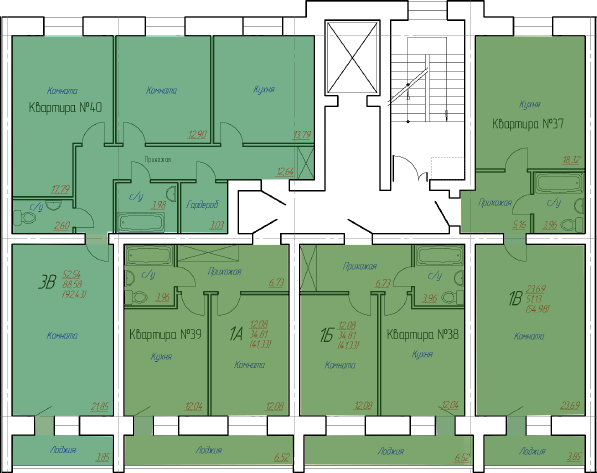 Комната
Квартира №40
17.79
Комната
12.90
Кухня
13.79
Прихожая
12.64
с/у
2.60
с/у
3.98
Гардероб
3.03
Кухня
Квартира №37
18.32
Прихожая
5.76
с/у
3.96
3В
52.54
88.58
(92.43)
Комната
21.85
Лоджия
3.85
с/у
3.96
Прихожая
6.73
Квартира №39
Кухня
12.04
1А
12.08
34.81
(41.33)
Комната
12.08
Лоджия
6.52
Прихожая
6.73
с/у
3.96
1Б
12.08
34.81
(41.33)
Комната
12.08
Квартира №38
Кухня
12.04
Лоджия
6.52
1В
23.69
51.13
(54.98)
Комната
23.69
Лоджия
3.85